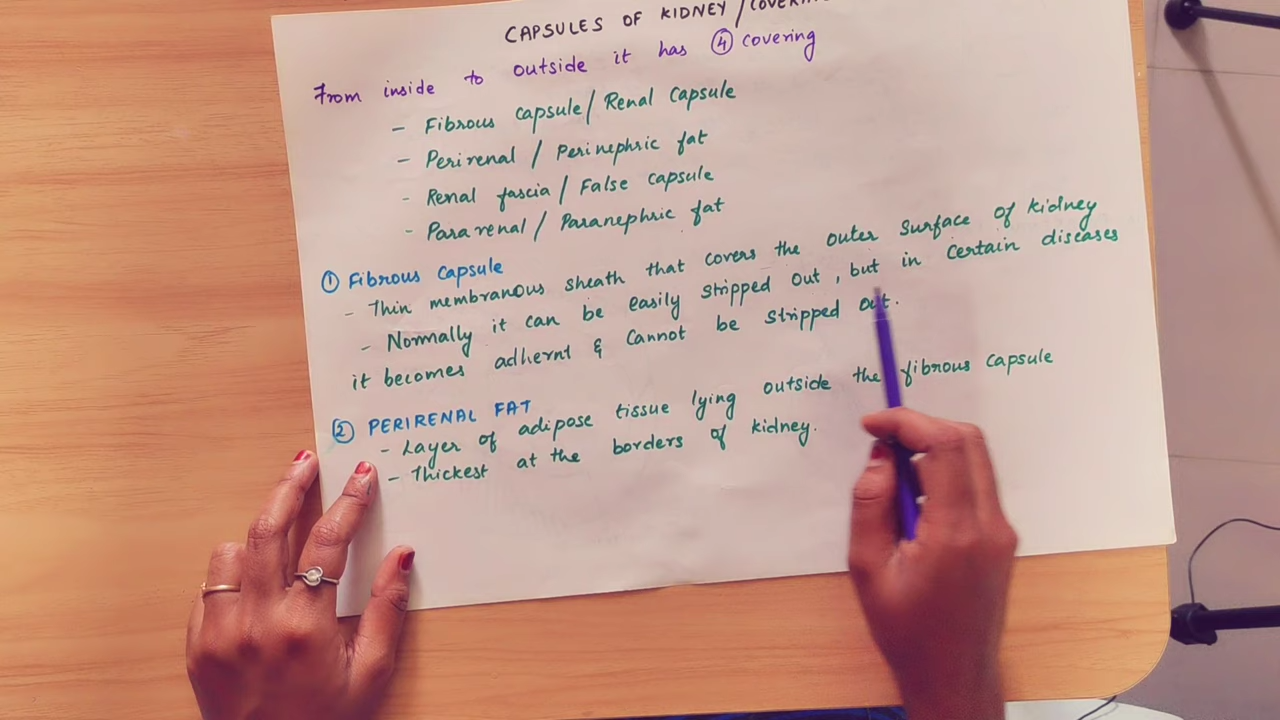 CAPSULES OF KIDNEY /
From inside to outside it has ④ covering
- Fibrous capsule / Renal Capsule
- Perirenal / Perinephric fat
- Renal fascia / False capsule
- Pararenal / Paranephric fat
① Fibrous capsule
- Thin membranous sheath that covers the outer surface of kidney
- Normally it can be easily stripped out, but in certain diseases
it becomes adhernt & cannot be stripped out.
② PERIRENAL FAT
- Layer of adipose tissue lying outside the fibrous capsule
- Thickest at the borders of kidney.